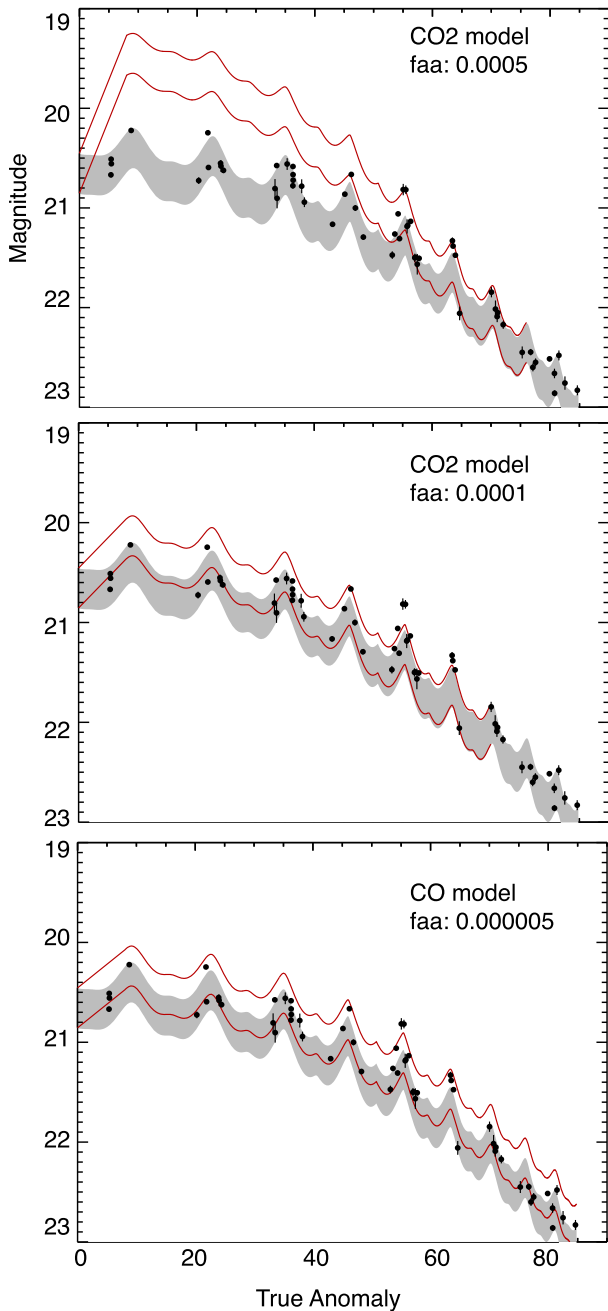 19
20
21
22
23
Magnitude
CO2 model
faa: 0.0005
19
20
21
22
23
CO2 model
faa: 0.0001
19
20
21
22
23
CO model
faa: 0.000005
0 20 40 60 80
True Anomaly